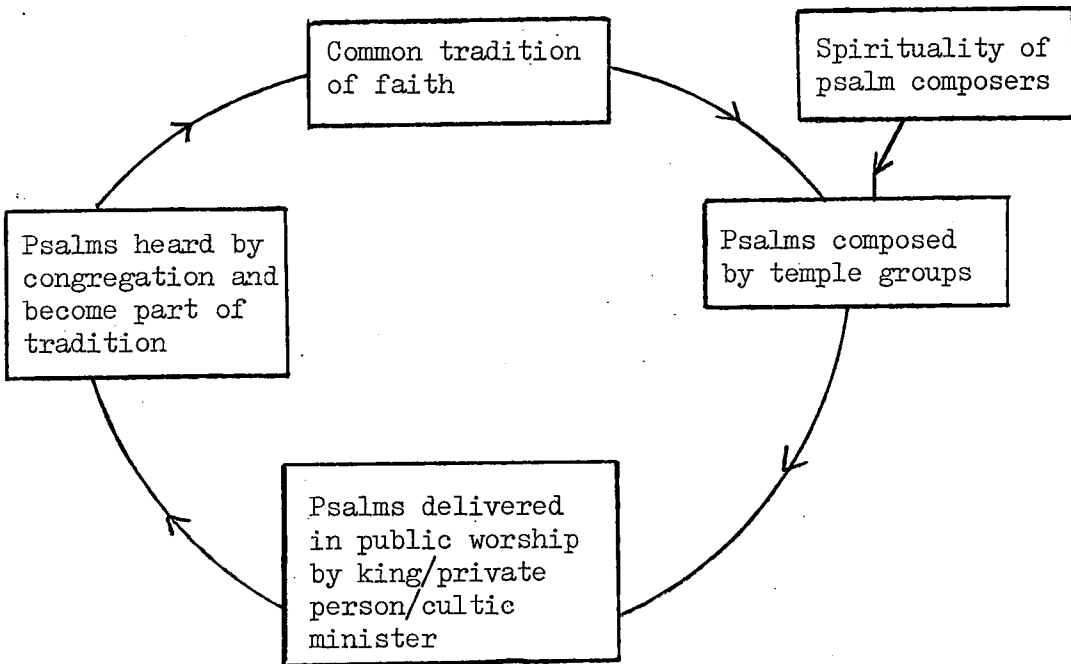 Common tradition
of faith
Spirituality of
psalm composers
Psalms composed
by temple groups
Psalms delivered
in public worship
by king/private
person/cultic
minister
Psalms heard by
congregation and
become part of
tradition